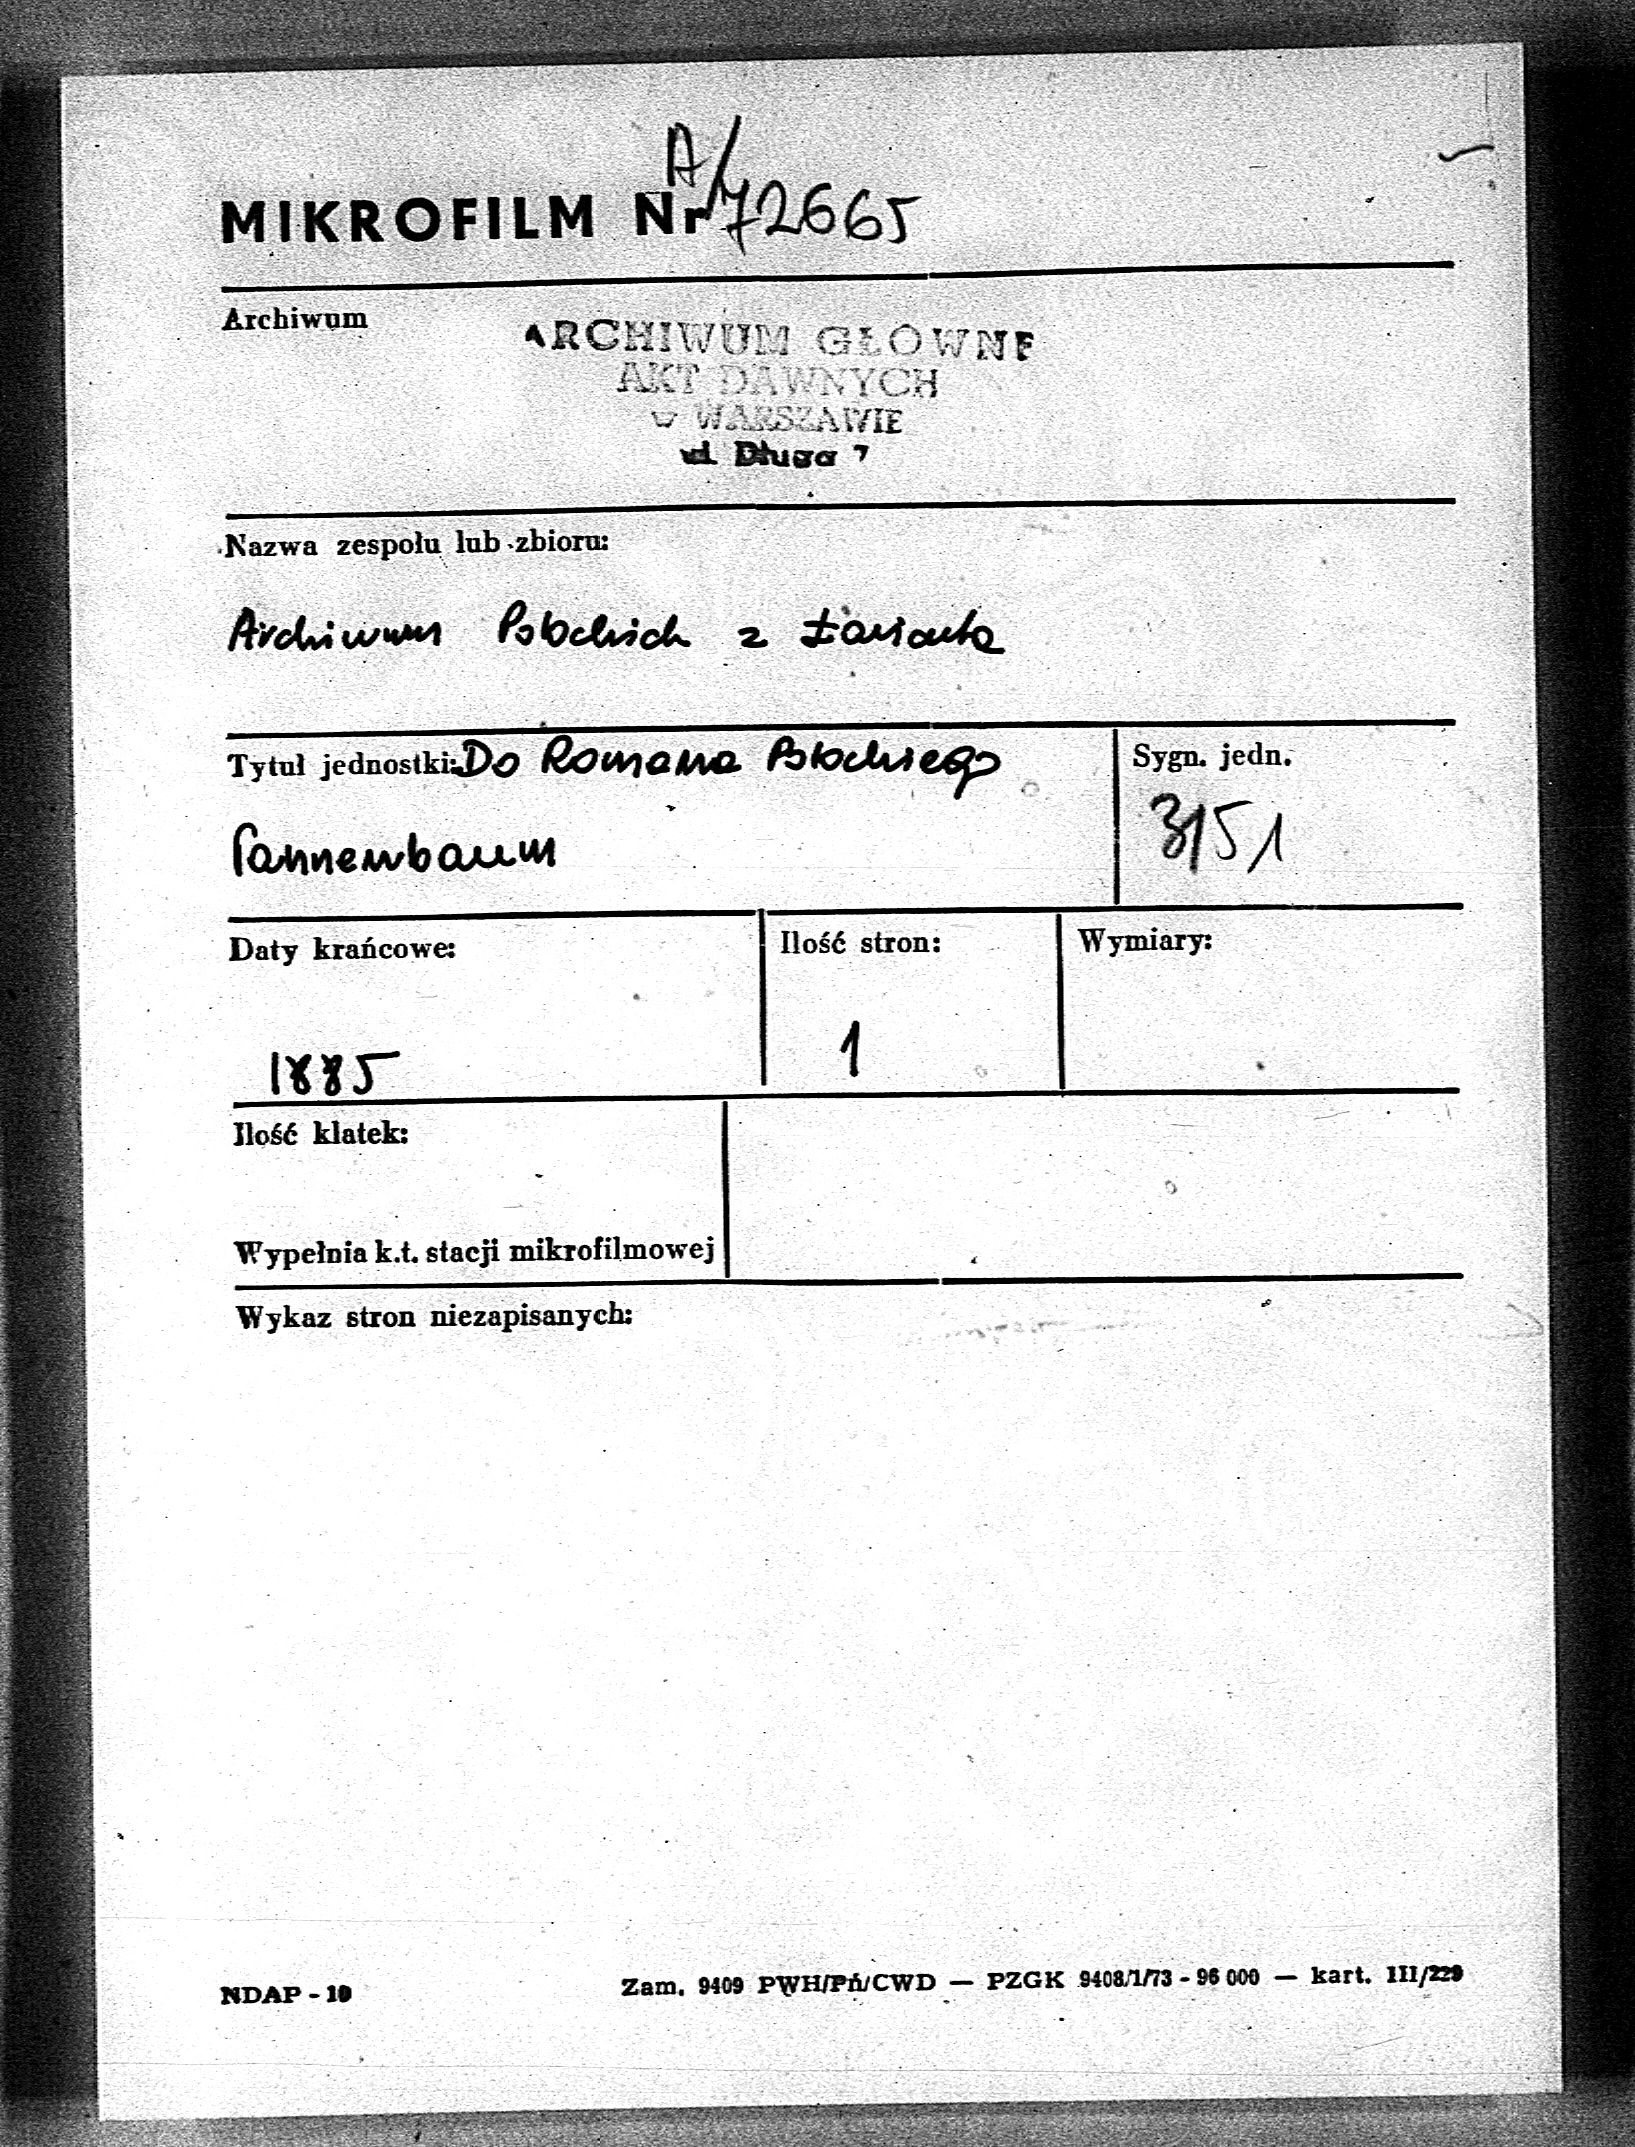 MIKROFILM Nr A/72665
Archiwum
ARCHIWUM GŁÓWNE
AKT DAWNYCH
w WARSZAWIE
ul. Długa 7
Nazwa zespołu lub zbioru:
Archiwum Potockich z Łańcuta
Tytuł jednostki: Do Romana Potockiego
Tannenbaum
Sygn. jedn.
3151
Daty krańcowe:
1885
Ilość stron:
1
Wymiary:
Ilość klatek:
Wypełnia k.t. stacji mikrofilmowej
Wykaz stron niezapisanych:
NDAP - 10
Zam. 9409 PWH/Pń/CWD — PZGK 9408/1/73 - 96 000 — kart. III/229